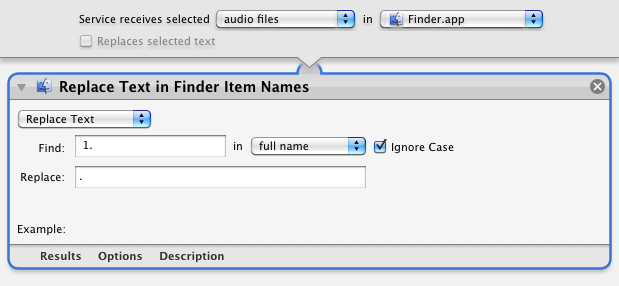 Service receives selected audio files in Finder.app
Replaces selected text
Replace Text in Finder Item Names
Replace Text
Find: 1. in full name Ignore Case
Replace: .
Example:
Results Options Description